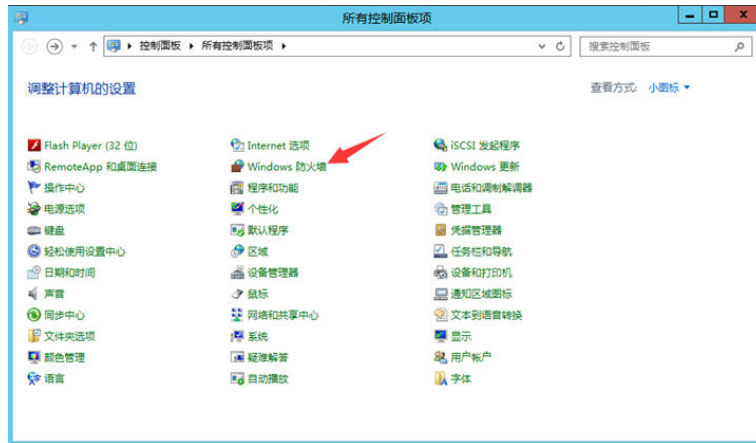 所有控制面板项
控制面板 所有控制面板项 搜索控制面板
调整计算机的设置 查看方式: 小图标
Flash Player (32 位) Internet 选项 iSCSI 发起程序
RemoteApp 和桌面连接 Windows 防火墙 Windows 更新
操作中心 程序和功能 电话和调制解调器
电源选项 个性化 管理工具
键盘 默认程序 凭据管理器
轻松使用设置中心 区域 任务栏和导航
日期和时间 设备管理器 设备和打印机
声音 鼠标 通知区域图标
同步中心 网络和共享中心 文本到语音转换
文件夹选项 系统 显示
颜色管理 疑难解答 用户帐户
语言 自动播放 字体